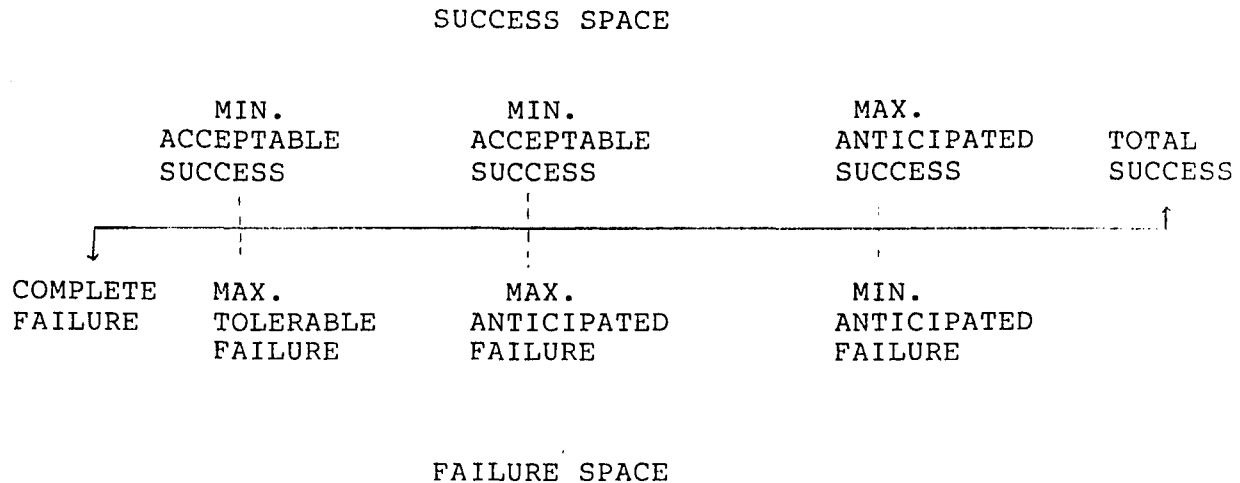 SUCCESS SPACE
MIN. MIN. MAX.
ACCEPTABLE ACCEPTABLE ANTICIPATED TOTAL
SUCCESS SUCCESS SUCCESS SUCCESS
COMPLETE MAX. MAX. MIN.
FAILURE TOLERABLE ANTICIPATED ANTICIPATED
FAILURE FAILURE FAILURE
FAILURE SPACE